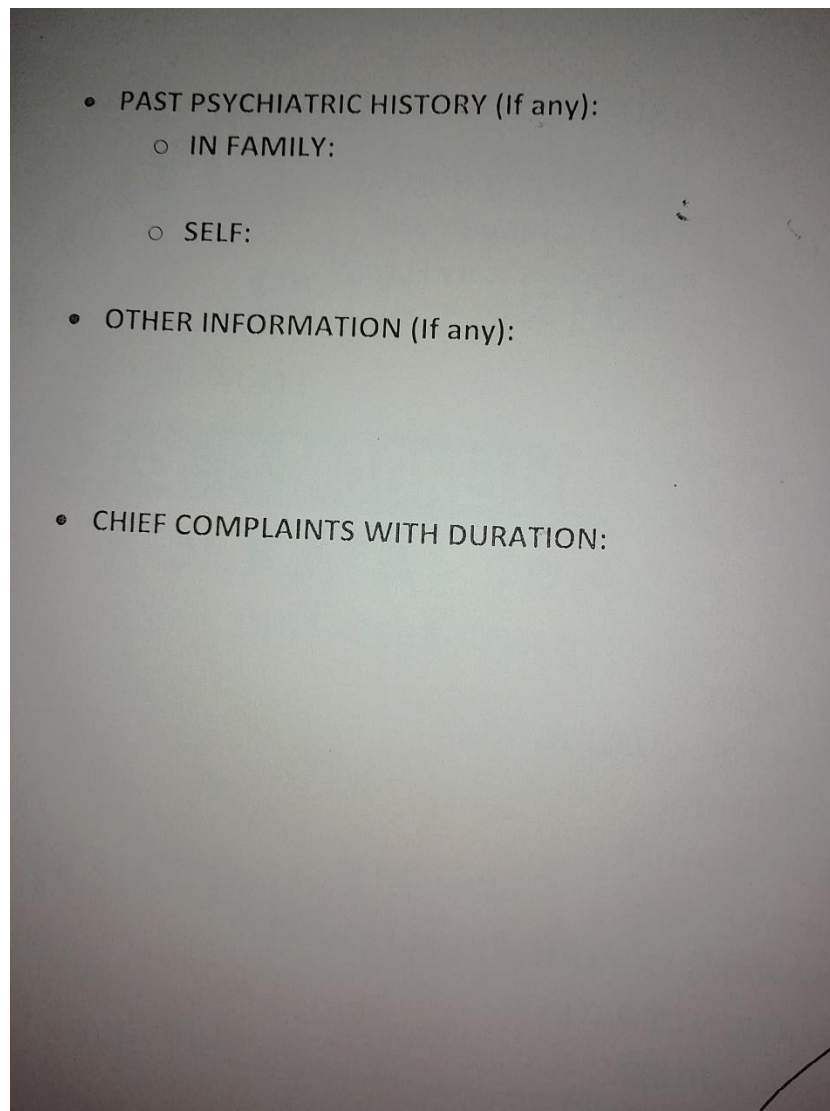 • PAST PSYCHIATRIC HISTORY (If any):
o IN FAMILY:
o SELF:
• OTHER INFORMATION (If any):
• CHIEF COMPLAINTS WITH DURATION: